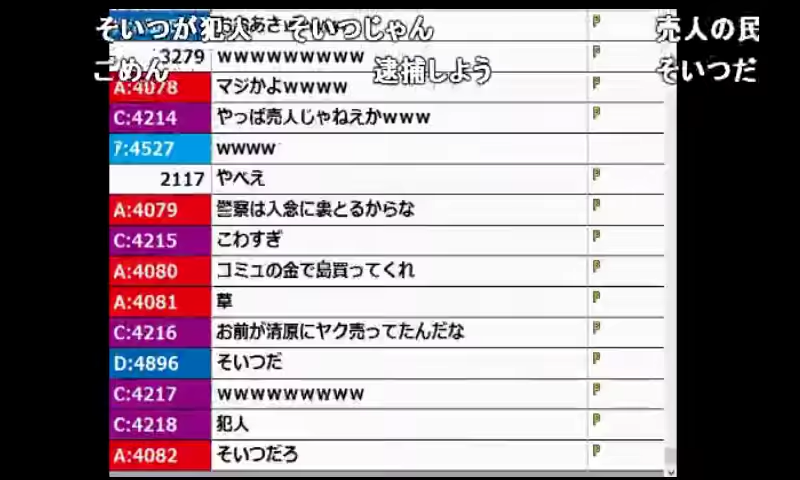 そいつが犯人 そいつじゃん 売人の民
3279 wwwwwwwww
ごめん 逮捕しよう そいつだ
A:4078 マジかよwwww
C:4214 やっぱ売人じゃねえかwww
ｱ:4527 wwww
2117 やべえ
A:4079 警察は入念に裏とるからな
C:4215 こわすぎ
A:4080 コミュの金で島買ってくれ
A:4081 草
C:4216 お前が清原にヤク売ってたんだな
D:4896 そいつだ
C:4217 wwwwwwwww
C:4218 犯人
A:4082 そいつだろ